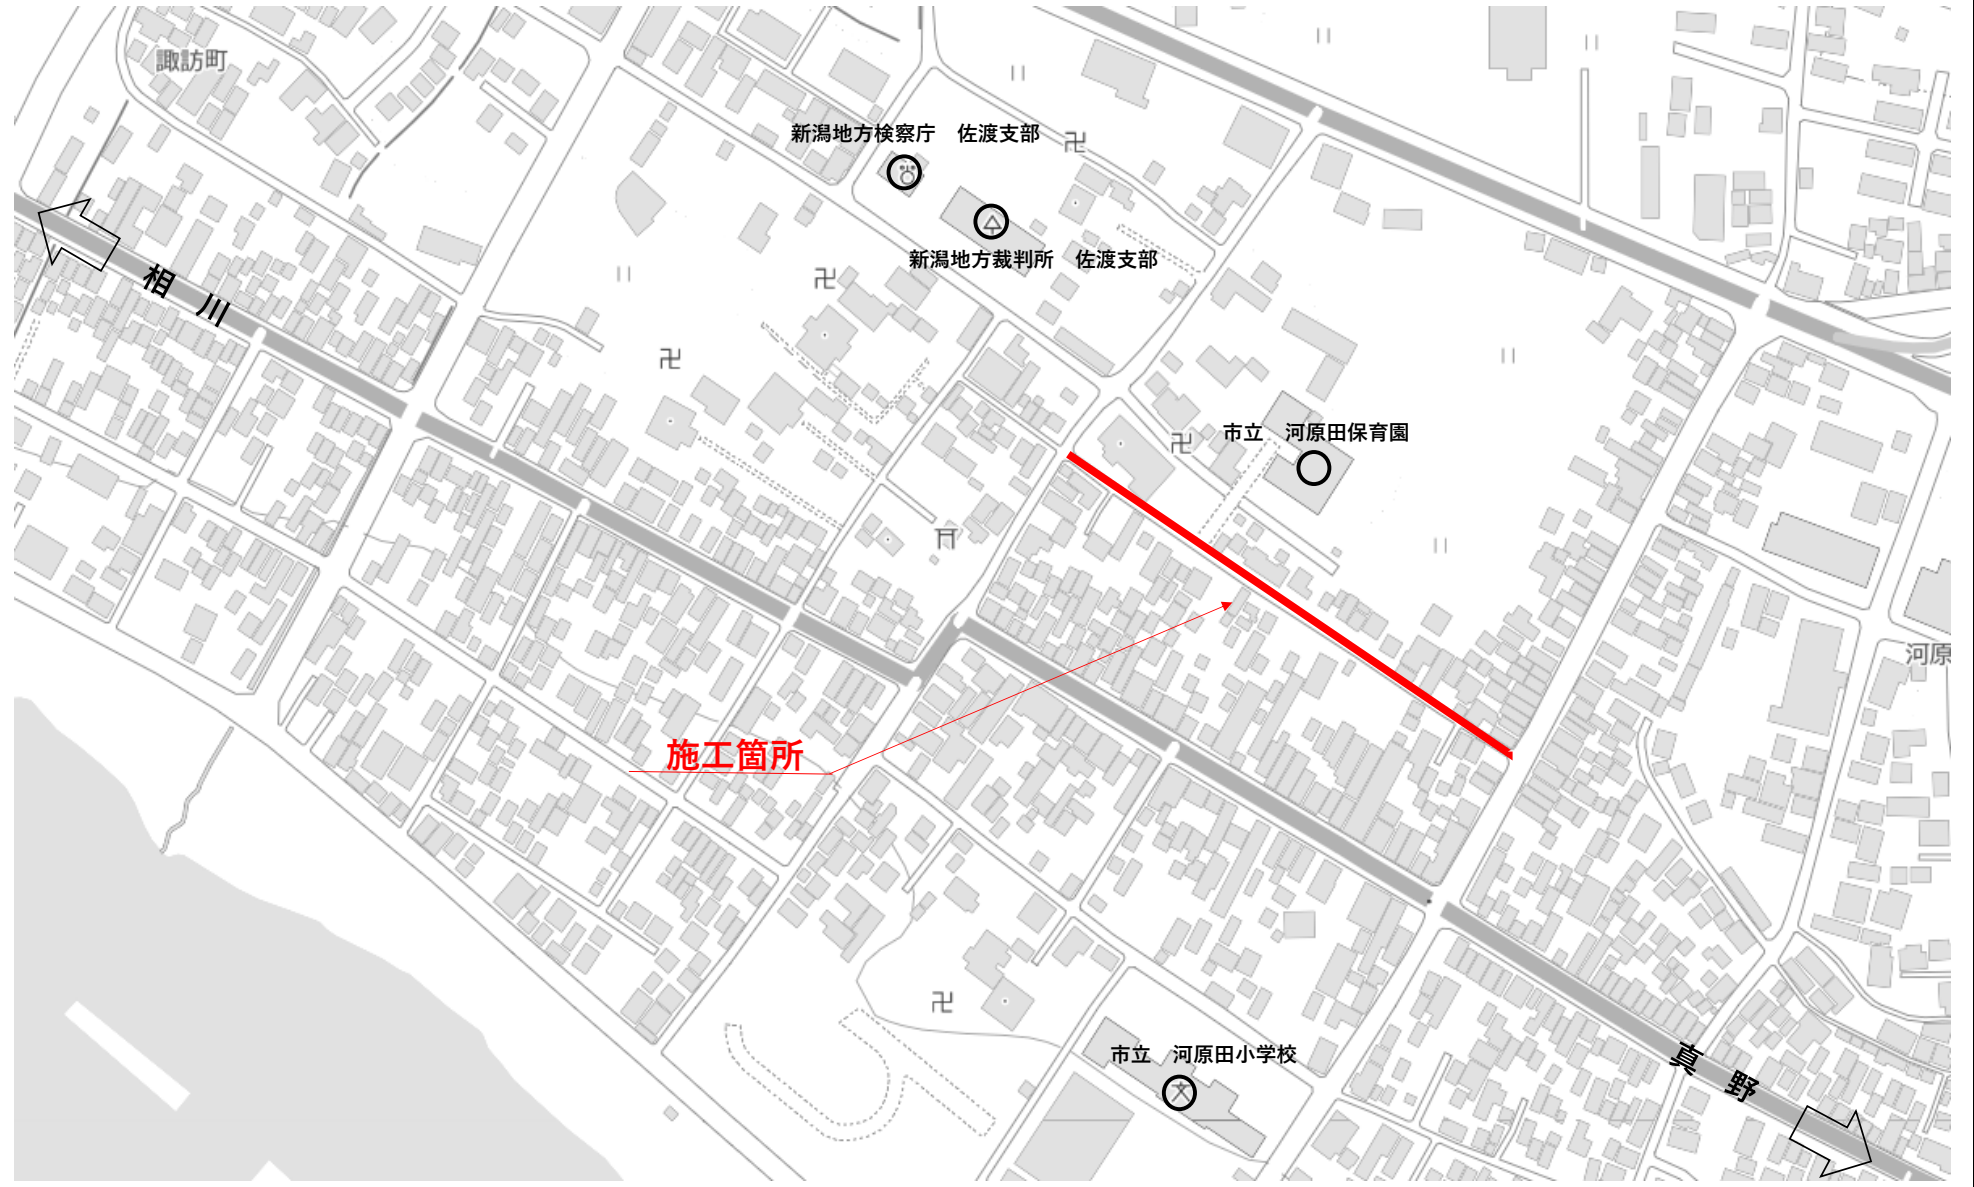 諏訪町
新潟地方検察庁　佐渡支部
新潟地方裁判所　佐渡支部
相　川
市立　河原田保育園
河原
施工箇所
市立　河原田小学校
真　野